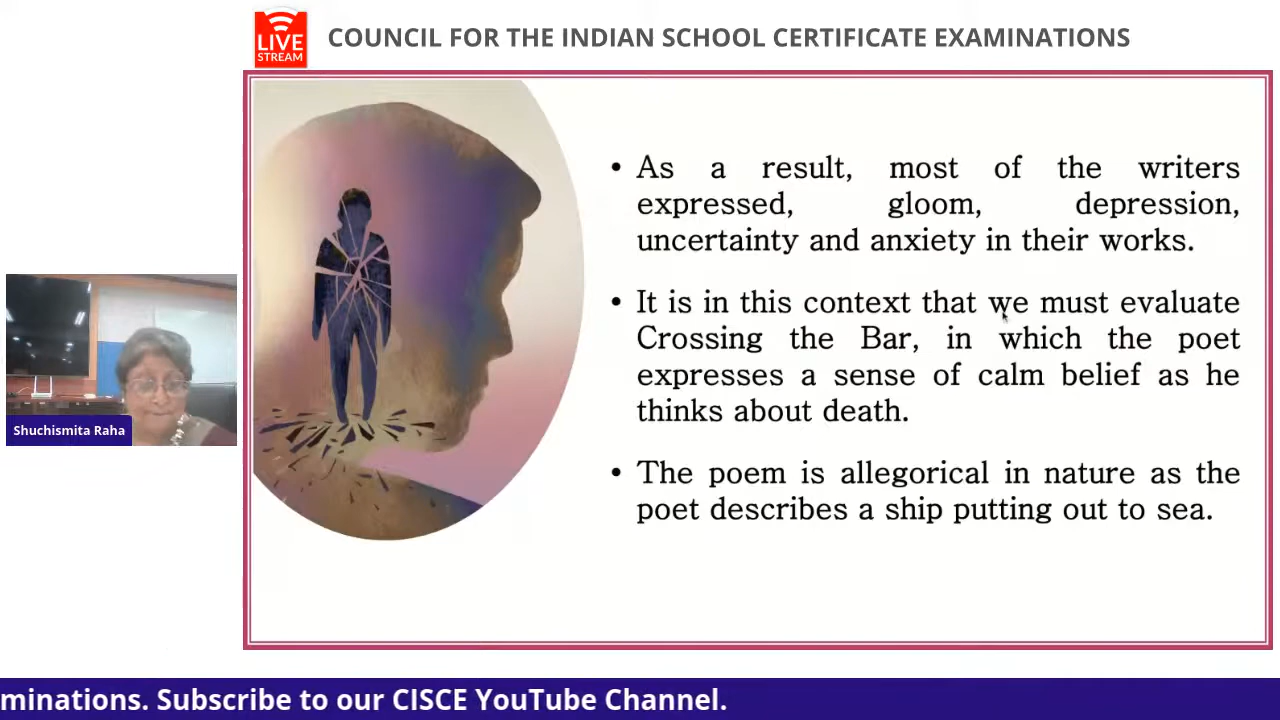 LIVE
STREAM
COUNCIL FOR THE INDIAN SCHOOL CERTIFICATE EXAMINATIONS
• As a result, most of the writers
expressed, gloom, depression,
uncertainty and anxiety in their works.
• It is in this context that we must evaluate
Crossing the Bar, in which the poet
expresses a sense of calm belief as he
thinks about death.
• The poem is allegorical in nature as the
poet describes a ship putting out to sea.
Shuchismita Raha
minations. Subscribe to our CISCE YouTube Channel.